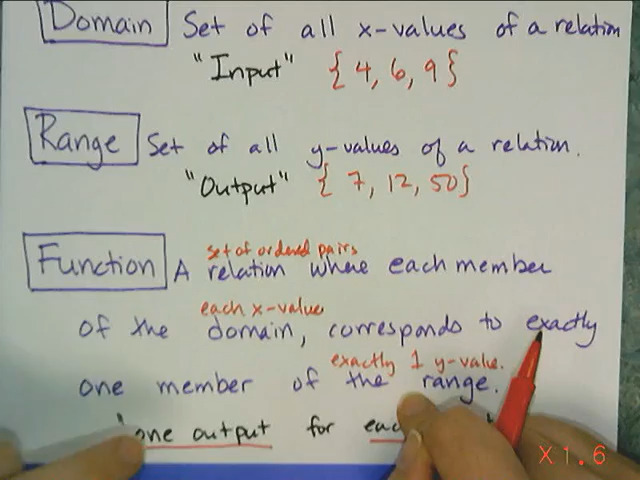 Domain Set of all x-values of a relation
"Input" { 4, 6, 9 }
Range Set of all y-values of a relation.
"Output" { 7, 12, 50 }
set of ordered pairs
Function A relation where each member
each x-value
of the domain, corresponds to exactly
exactly 1 y-value.
one member of the range.
one output for
X1.6